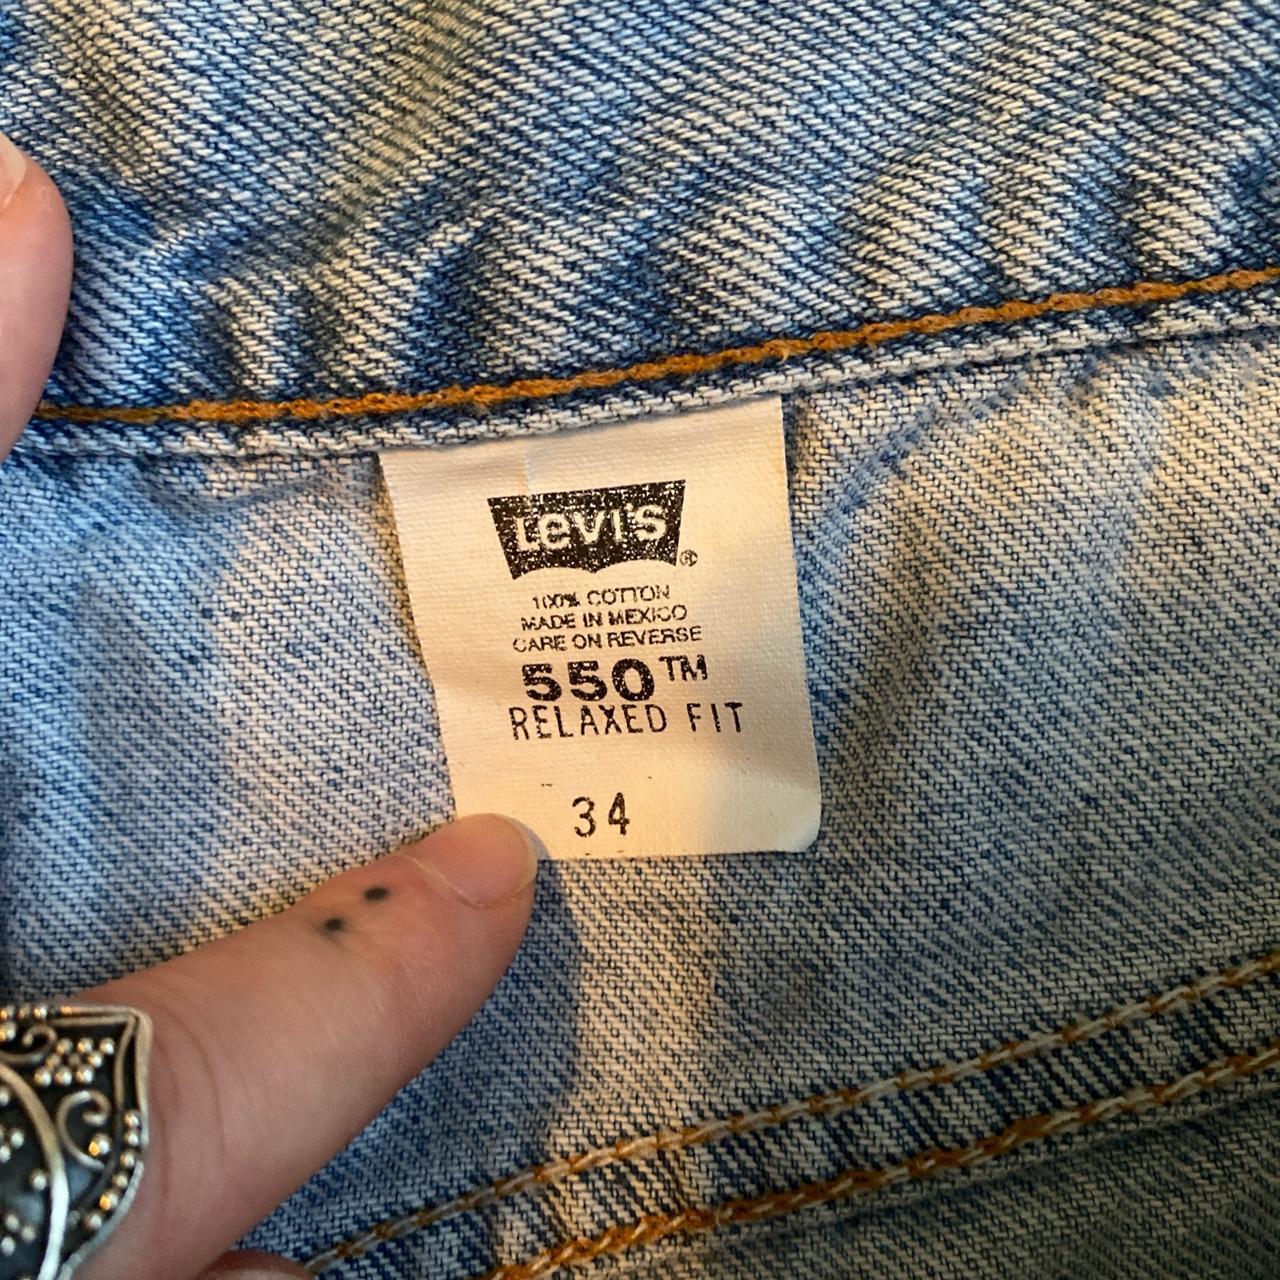 LEVI'S®
100% COTTON
MADE IN MEXICO
CARE ON REVERSE
550™
RELAXED FIT
34